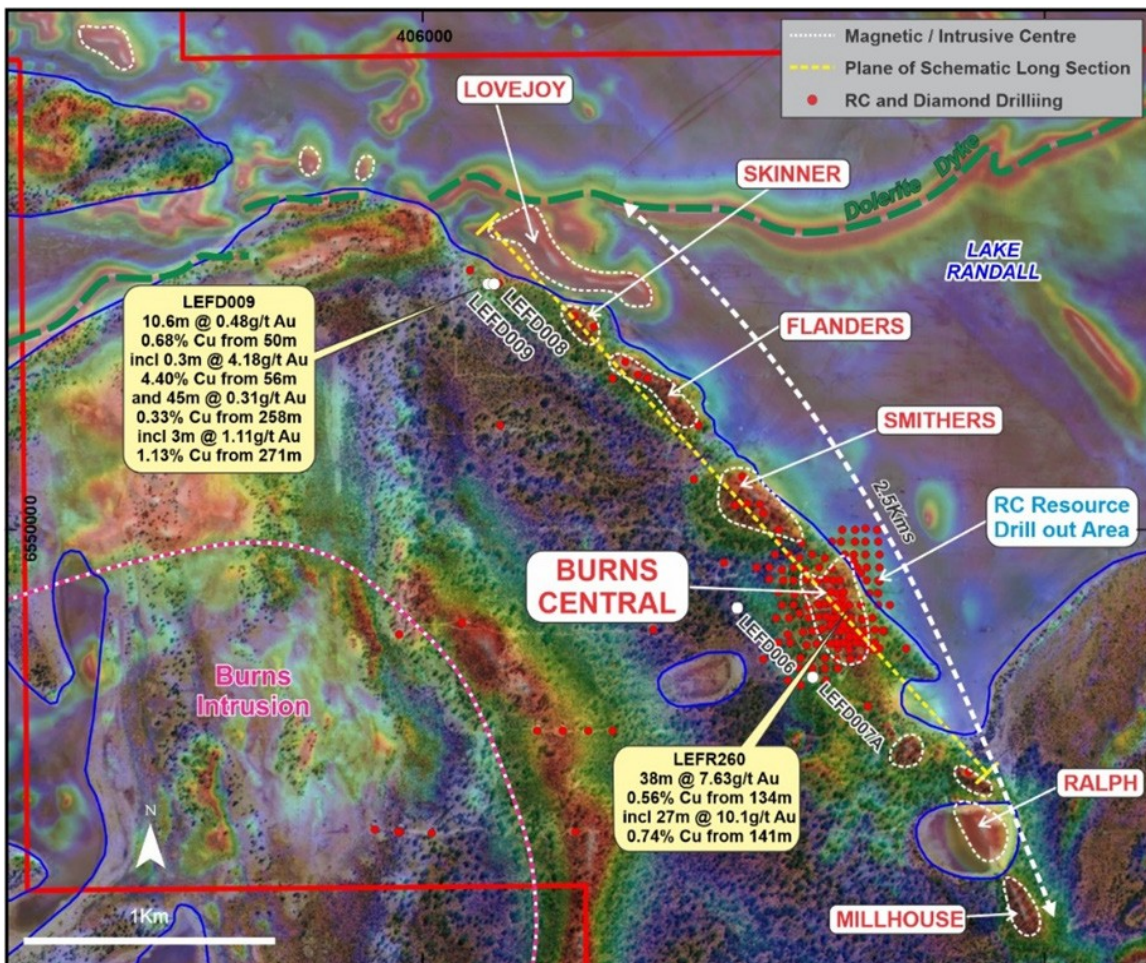 406000
Magnetic / Intrusive Centre
Plane of Schematic Long Section
RC and Diamond Drilliing
LOVEJOY
SKINNER
Dolerite Dyke
LAKE
RANDALL
LEFD009
10.6m @ 0.48g/t Au
0.68% Cu from 50m
incl 0.3m @ 4.18g/t Au
4.40% Cu from 56m
and 45m @ 0.31g/t Au
0.33% Cu from 258m
incl 3m @ 1.11g/t Au
1.13% Cu from 271m
LEFD008
LEFD009
FLANDERS
SMITHERS
2.5Kms
6550000
RC Resource
Drill out Area
BURNS
CENTRAL
LEFD006
LEFD007A
Burns
Intrusion
LEFR260
38m @ 7.63g/t Au
0.56% Cu from 134m
incl 27m @ 10.1g/t Au
0.74% Cu from 141m
RALPH
N
1Km
MILLHOUSE